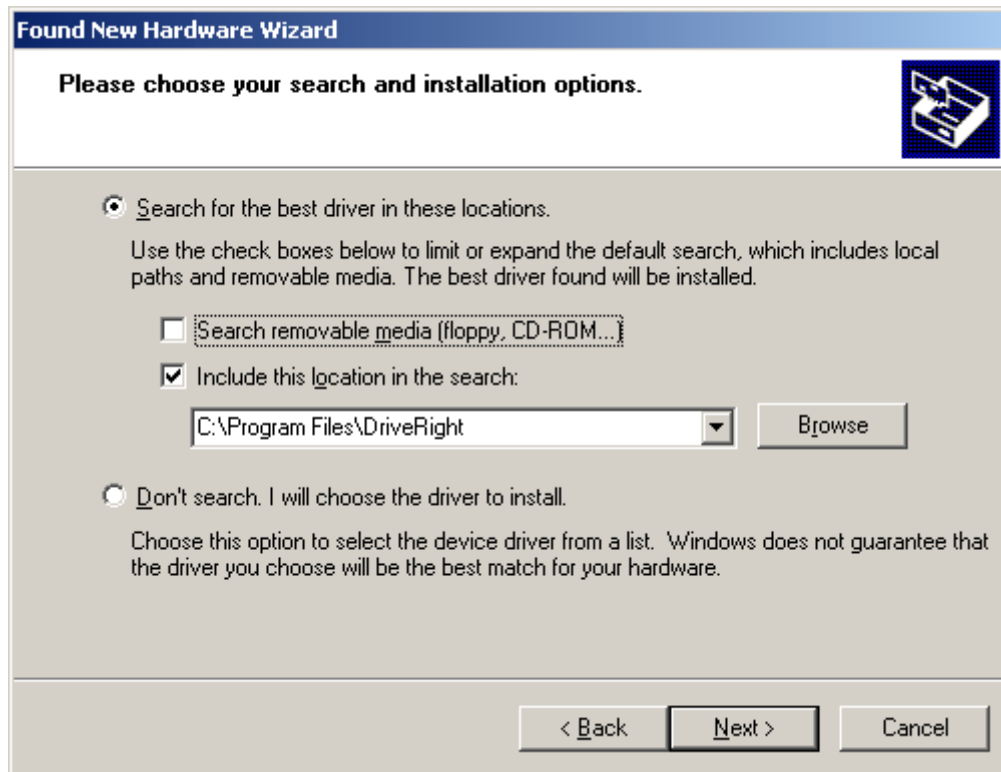 Found New Hardware Wizard
Please choose your search and installation options.
Search for the best driver in these locations.
Use the check boxes below to limit or expand the default search, which includes local
paths and removable media. The best driver found will be installed.
Search removable media (floppy, CD-ROM...)
Include this location in the search:
C:\Program Files\DriveRight
Browse
Don't search. I will choose the driver to install.
Choose this option to select the device driver from a list.  Windows does not guarantee that
the driver you choose will be the best match for your hardware.
< Back
Next >
Cancel